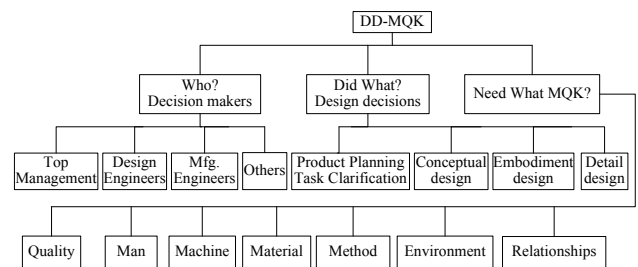 DD-MQK
Who?
Decision makers
Did What?
Design decisions
Need What MQK?
Top
Management
Design
Engineers
Mfg.
Engineers
Others
Product Planning
Task Clarification
Conceptual
design
Embodiment
design
Detail
design
Quality
Man
Machine
Material
Method
Environment
Relationships